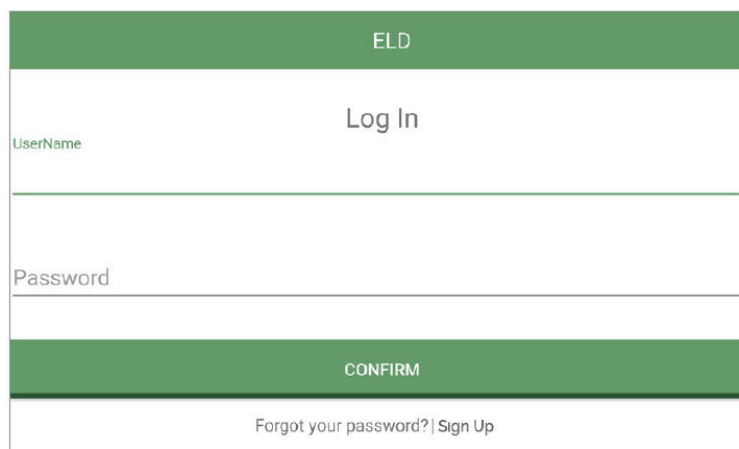 ELD
Log In
UserName
Password
CONFIRM
Forgot your password? | Sign Up